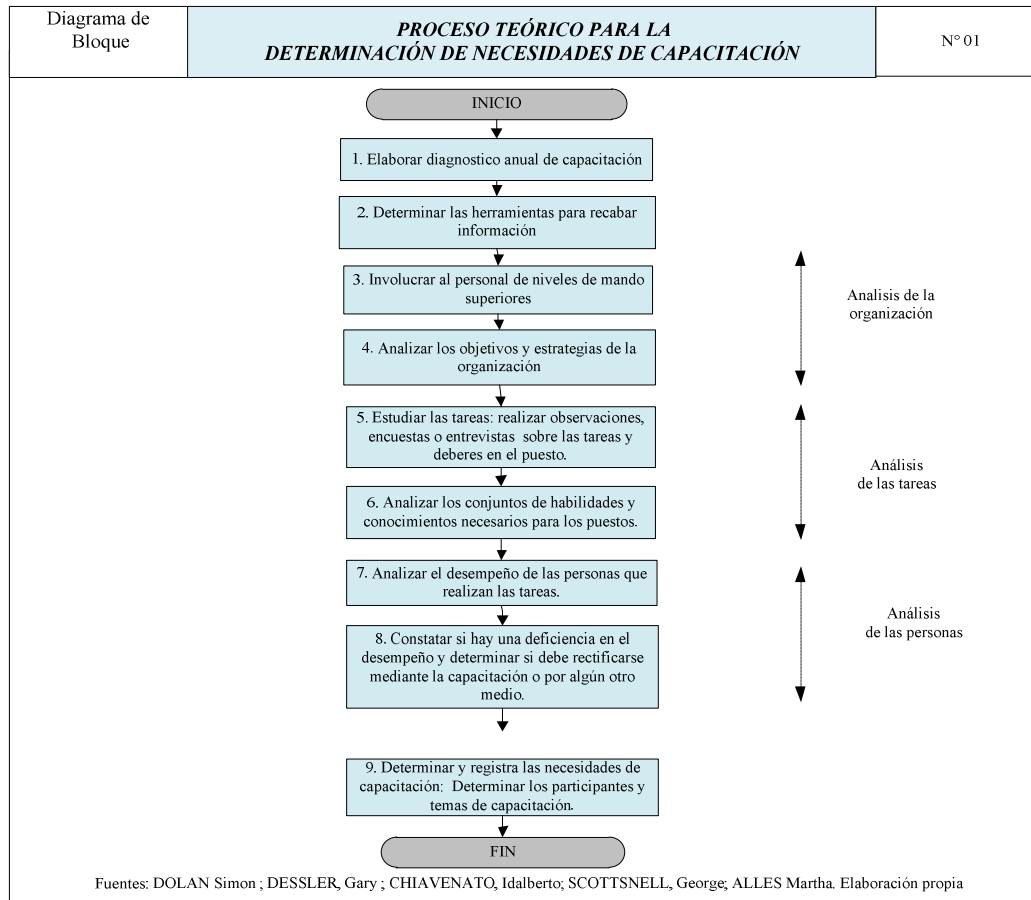 Diagrama de
Bloque
PROCESO TEÓRICO PARA LA
DETERMINACIÓN DE NECESIDADES DE CAPACITACIÓN
N° 01
INICIO
1. Elaborar diagnostico anual de capacitación
2. Determinar las herramientas para recabar
información
3. Involucrar al personal de niveles de mando
superiores
4. Analizar los objetivos y estrategias de la
organización
Analisis de la
organización
5. Estudiar las tareas: realizar observaciones,
encuestas o entrevistas sobre las tareas y
deberes en el puesto.
6. Analizar los conjuntos de habilidades y
conocimientos necesarios para los puestos.
Análisis
de las tareas
7. Analizar el desempeño de las personas que
realizan las tareas.
8. Constatar si hay una deficiencia en el
desempeño y determinar si debe rectificarse
mediante la capacitación o por algún otro
medio.
Análisis
de las personas
9. Determinar y registra las necesidades de
capacitación: Determinar los participantes y
temas de capacitación.
FIN
Fuentes: DOLAN Simon ; DESSLER, Gary ; CHIAVENATO, Idalberto; SCOTTSNELL, George; ALLES Martha. Elaboración propia